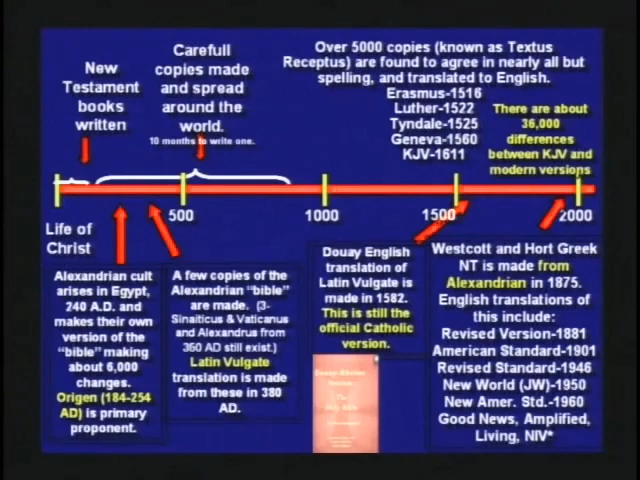 New
Testament
books
written
Carefull
copies made
and spread
around the
world.
10 months to write one.
Over 5000 copies (known as Textus
Receptus) are found to agree in nearly all but
spelling, and translated to English.
Erasmus-1516
Luther-1522
Tyndale-1525
Geneva-1560
KJV-1611
There are about
36,000
differences
between KJV and
modern versions
Life of
Christ
500
1000
1500
2000
Alexandrian cult
arises in Egypt,
240 A.D. and
makes their own
version of the
"bible" making
about 6,000
changes.
Origen (184-254
AD) is primary
proponent.
A few copies of the
Alexandrian "bible"
are made. (3-
Sinaiticus & Vaticanus
and Alexandrus from
350 AD still exist.)
Latin Vulgate
translation is made
from these in 380
AD.
Douay English
translation of
Latin Vulgate is
made in 1582.
This is still the
official Catholic
version.
Westcott and Hort Greek
NT is made from
Alexandrian in 1875.
English translations of
this include:
Revised Version-1881
American Standard-1901
Revised Standard-1946
New World (JW)-1950
New Amer. Std.-1960
Good News, Amplified,
Living, NIV*